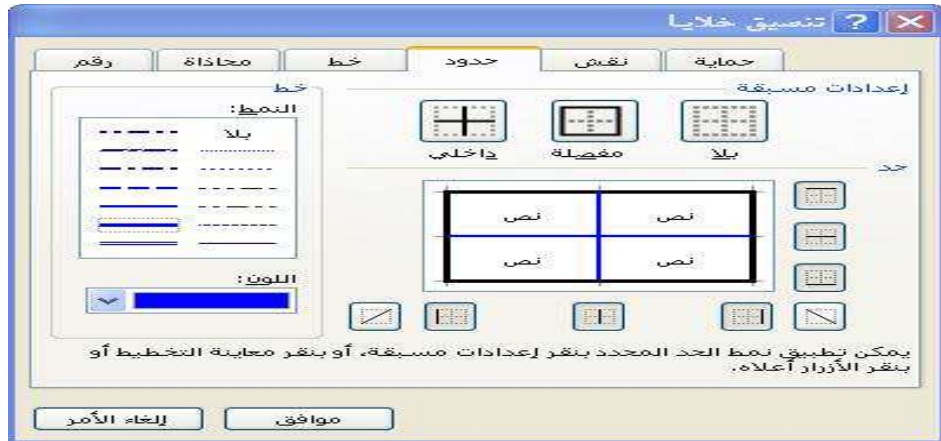 تنسيق خلايا
رقم محاذاة خط حدود نقش حماية
إعدادات مسبقة
بلا مفصلة داخلي
حد
نص نص
نص نص
خط
النمط:
بلا
اللون:
يمكن تطبيق نمط الحد المحدد بنقر إعدادات مسبقة، أو بنقر معاينة التخطيط أو
بنقر الأزرار أعلاه.
موافق إلغاء الأمر